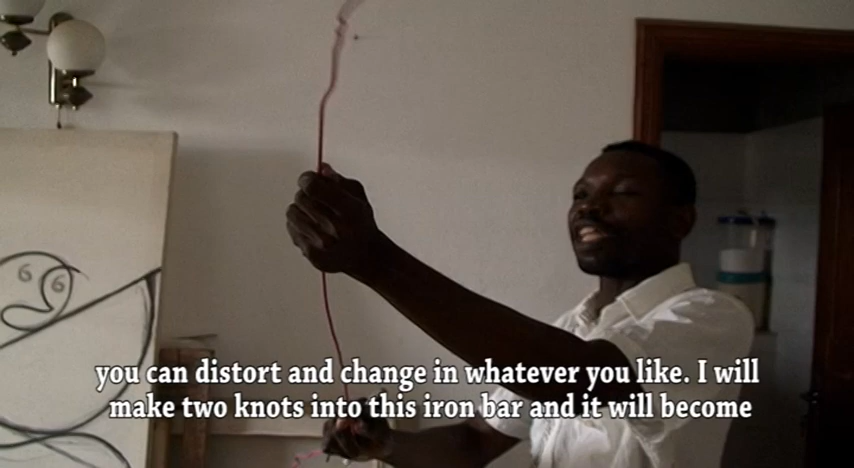 you can distort and change in whatever you like. I will
make two knots into this iron bar and it will become